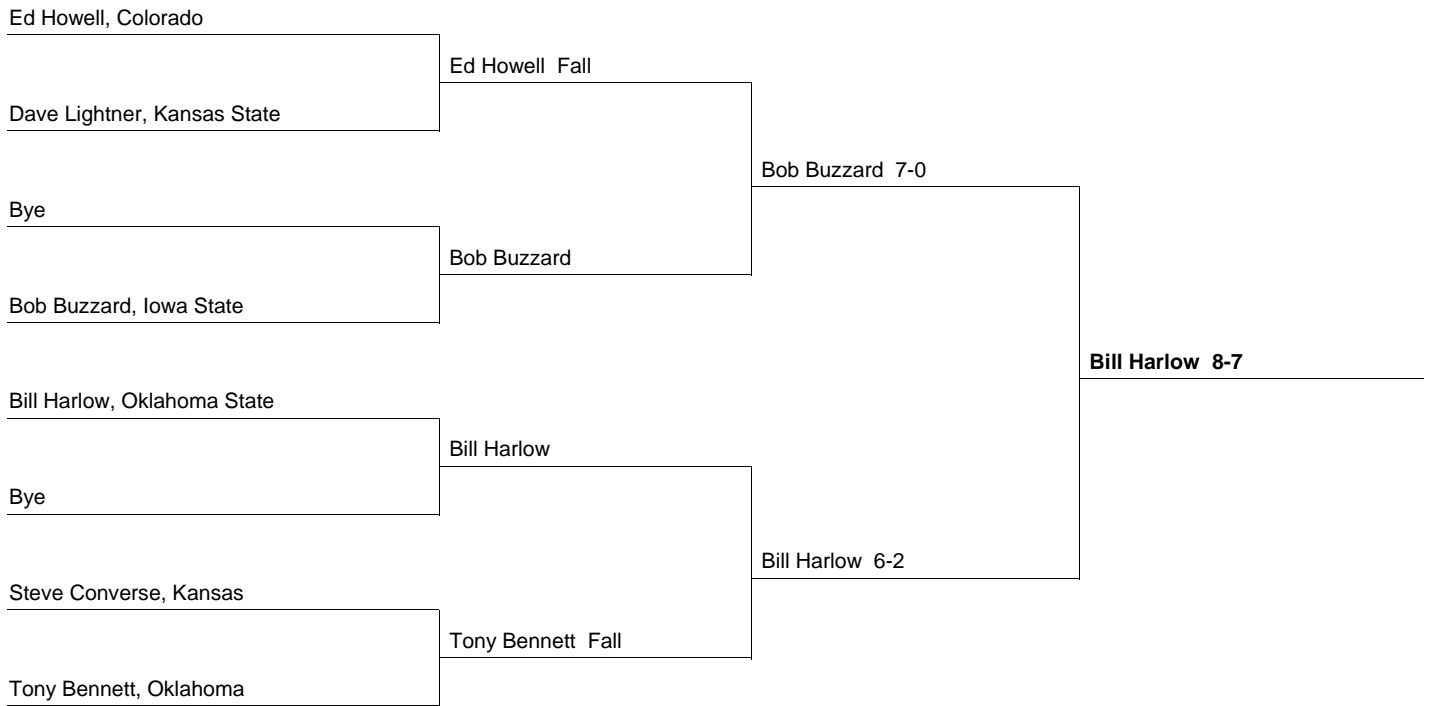 Ed Howell, Colorado
Ed Howell  Fall
Dave Lightner, Kansas State
Bob Buzzard  7-0
Bye
Bob Buzzard
Bob Buzzard, Iowa State
Bill Harlow  8-7
Bill Harlow, Oklahoma State
Bill Harlow
Bye
Bill Harlow  6-2
Steve Converse, Kansas
Tony Bennett  Fall
Tony Bennett, Oklahoma